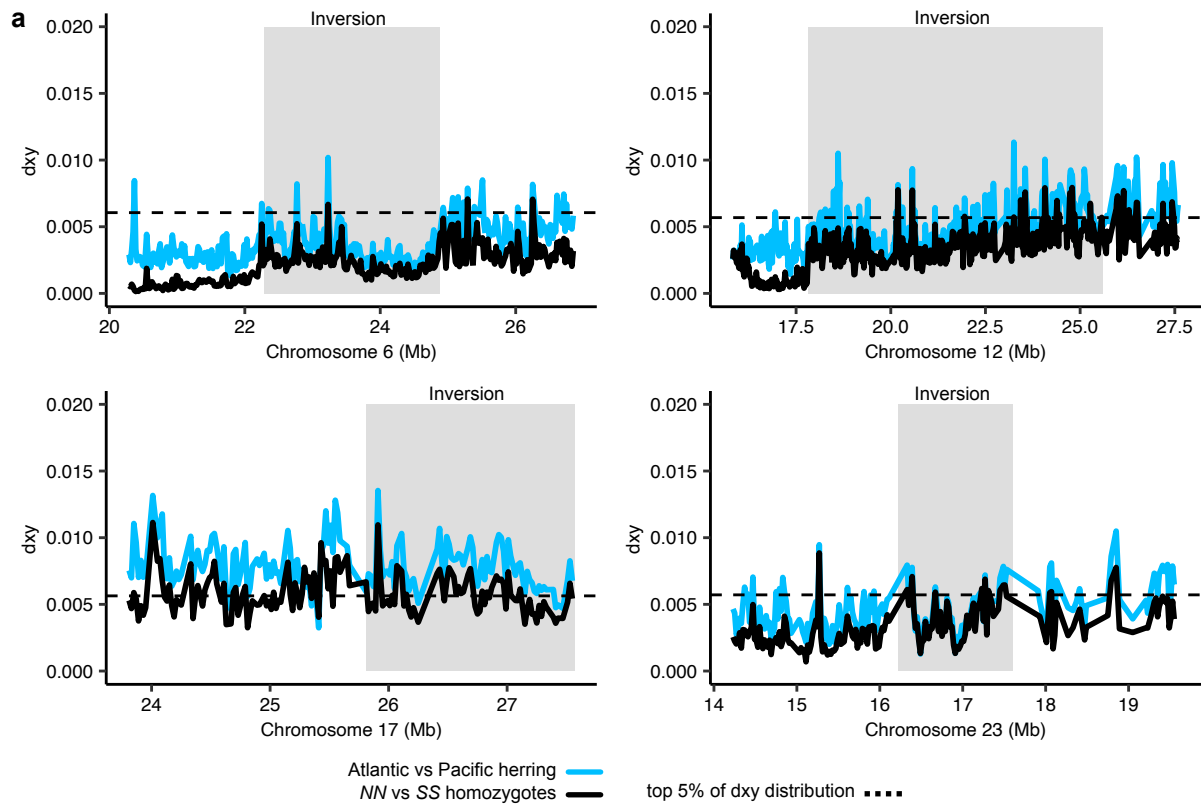 a
Inversion
0.020
0.015
0.010
0.005
0.000
dxy
20
22
24
26
Chromosome 6 (Mb)
Inversion
0.020
0.015
0.010
0.005
0.000
dxy
17.5
20.0
22.5
25.0
27.5
Chromosome 12 (Mb)
Inversion
0.020
0.015
0.010
0.005
0.000
dxy
24
25
26
27
Chromosome 17 (Mb)
Inversion
0.020
0.015
0.010
0.005
0.000
dxy
14
15
16
17
18
19
Chromosome 23 (Mb)
Atlantic vs Pacific herring
NN vs SS homozygotes
top 5% of dxy distribution